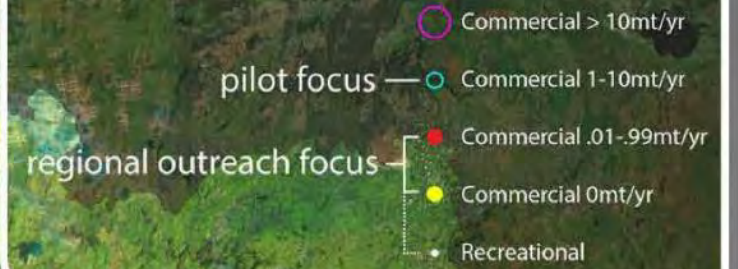 Commercial > 10mt/yr
pilot focus Commercial 1-10mt/yr
Commercial .01-.99mt/yr
regional outreach focus
Commercial 0mt/yr
Recreational